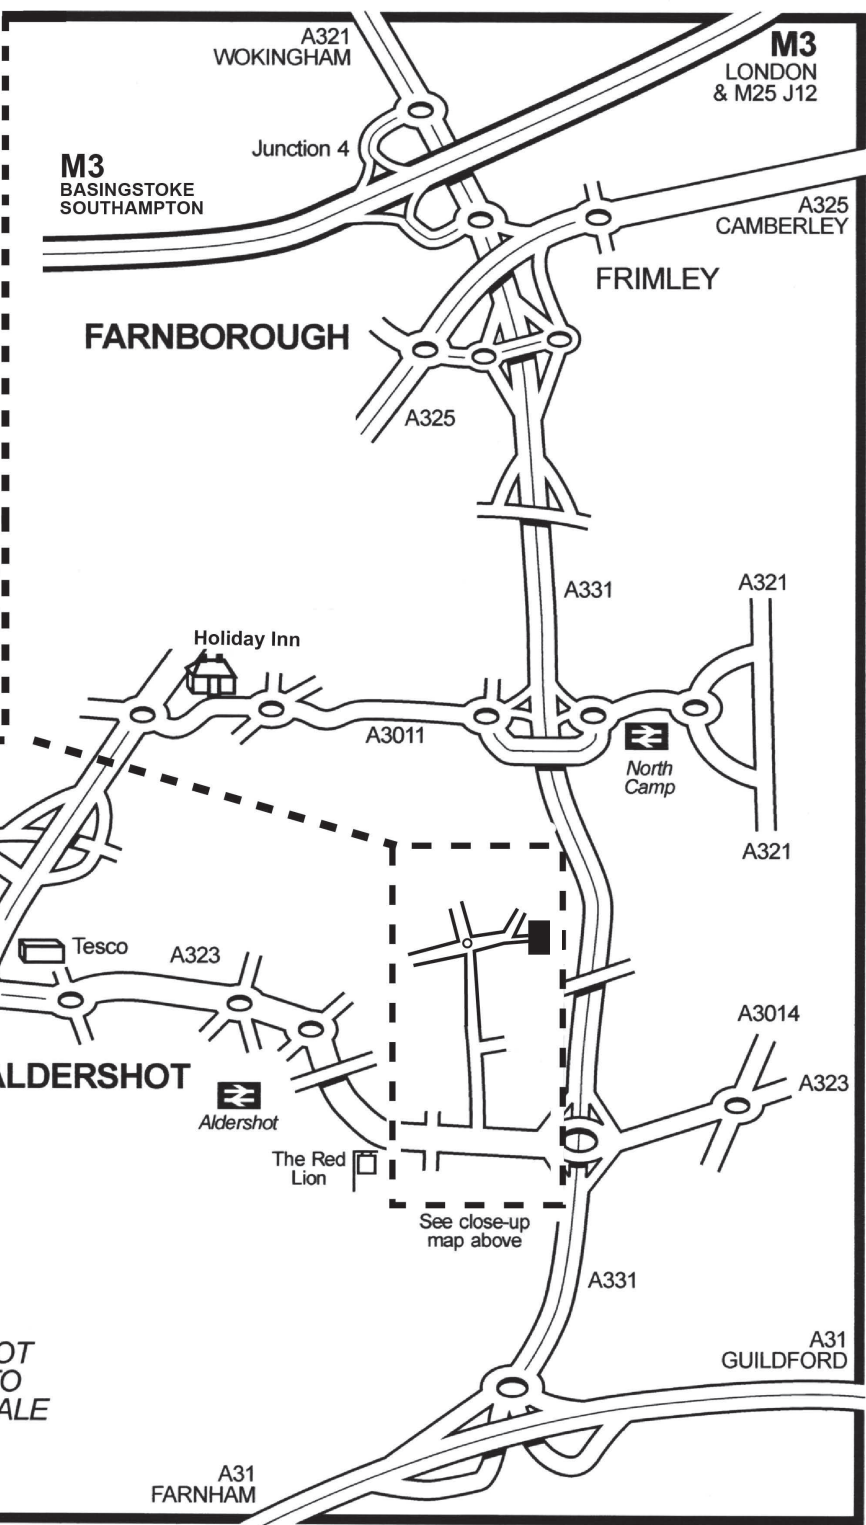 A321
WOKINGHAM
M3
LONDON
& M25 J12
Junction 4
M3
BASINGSTOKE
SOUTHAMPTON
A325
CAMBERLEY
FRIMLEY
FARNBOROUGH
A325
A331
A321
Holiday Inn
A3011
North
Camp
A321
Tesco
A323
A3014
ALDERSHOT
A323
Aldershot
The Red
Lion
See close-up
map above
A331
A31
GUILDFORD
OT
TO
ALE
A31
FARNHAM